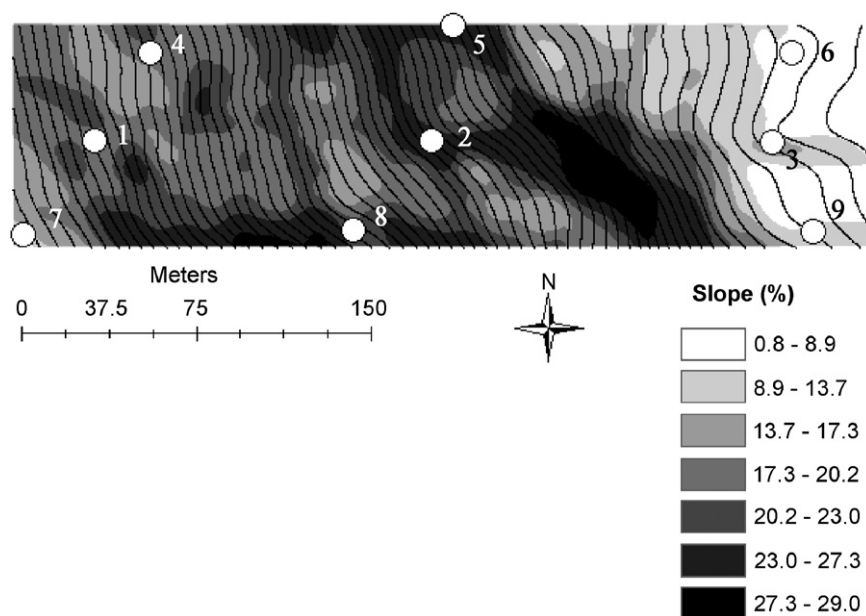 4
5
6
1
2
3
7
8
9
Meters
0 37.5 75 150
N
Slope (%)
0.8 - 8.9
8.9 - 13.7
13.7 - 17.3
17.3 - 20.2
20.2 - 23.0
23.0 - 27.3
27.3 - 29.0